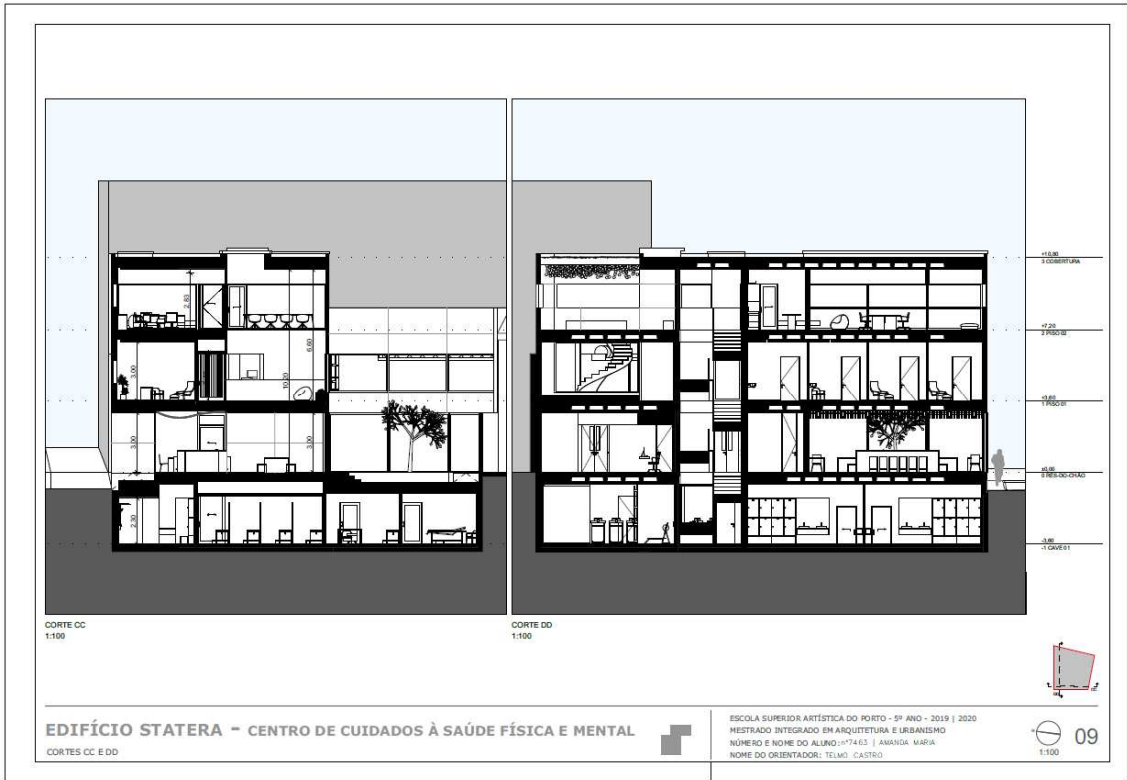 2.83
3.00
6.60
10.20
3.00
3.00
2.30
+10,80
3 COBERTURA
+7,20
2 PISO 02
+3,60
1 PISO 01
±0,00
0 RÉS-DO-CHÃO
-3,60
-1 CAVE 01
CORTE CC
1:100
CORTE DD
1:100
EDIFÍCIO STATERA - CENTRO DE CUIDADOS À SAÚDE FÍSICA E MENTAL
CORTES CC E DD
ESCOLA SUPERIOR ARTÍSTICA DO PORTO - 5º ANO - 2019 | 2020
MESTRADO INTEGRADO EM ARQUITETURA E URBANISMO
NÚMERO E NOME DO ALUNO: nº7463 | AMANDA MARIA
NOME DO ORIENTADOR: TELMO CASTRO
1:100
09